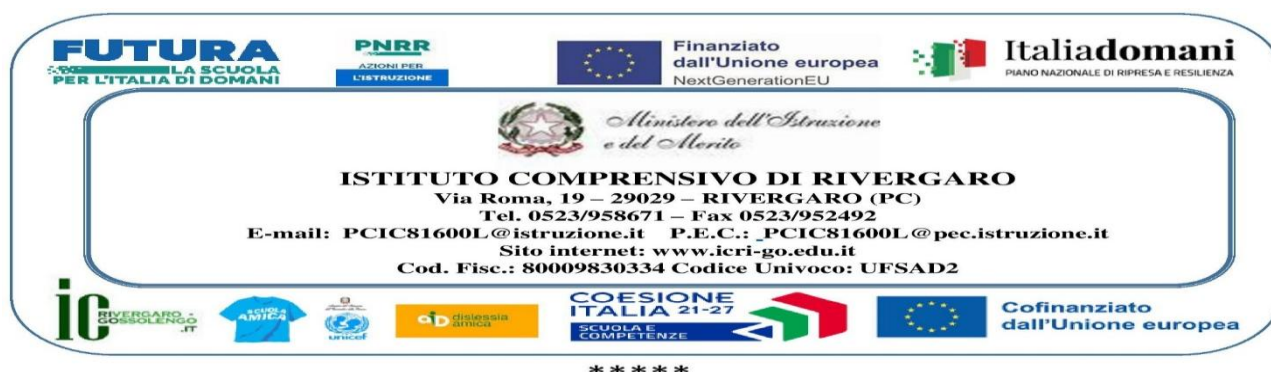 FUTURA
LA SCUOLA
PER L'ITALIA DI DOMANI
PNRR
AZIONI PER
L'ISTRUZIONE
Finanziato
dall'Unione europea
NextGenerationEU
Italiadomani
PIANO NAZIONALE DI RIPRESA E RESILIENZA
Ministero dell'Istruzione
e del Merito
ISTITUTO COMPRENSIVO DI RIVERGARO
Via Roma, 19 – 29029 – RIVERGARO (PC)
Tel. 0523/958671 – Fax 0523/952492
E-mail: PCIC81600L@istruzione.it P.E.C.: PCIC81600L@pec.istruzione.it
Sito internet: www.icri-go.edu.it
Cod. Fisc.: 80009830334 Codice Univoco: UFSAD2
ic
RIVERGARO -
GOSSOLENGO
.IT
SCUOLA
AMICA
unicef
aiD dislessia
amica
COESIONE
ITALIA 21-27
SCUOLA E
COMPETENZE
Cofinanziato
dall'Unione europea
*****